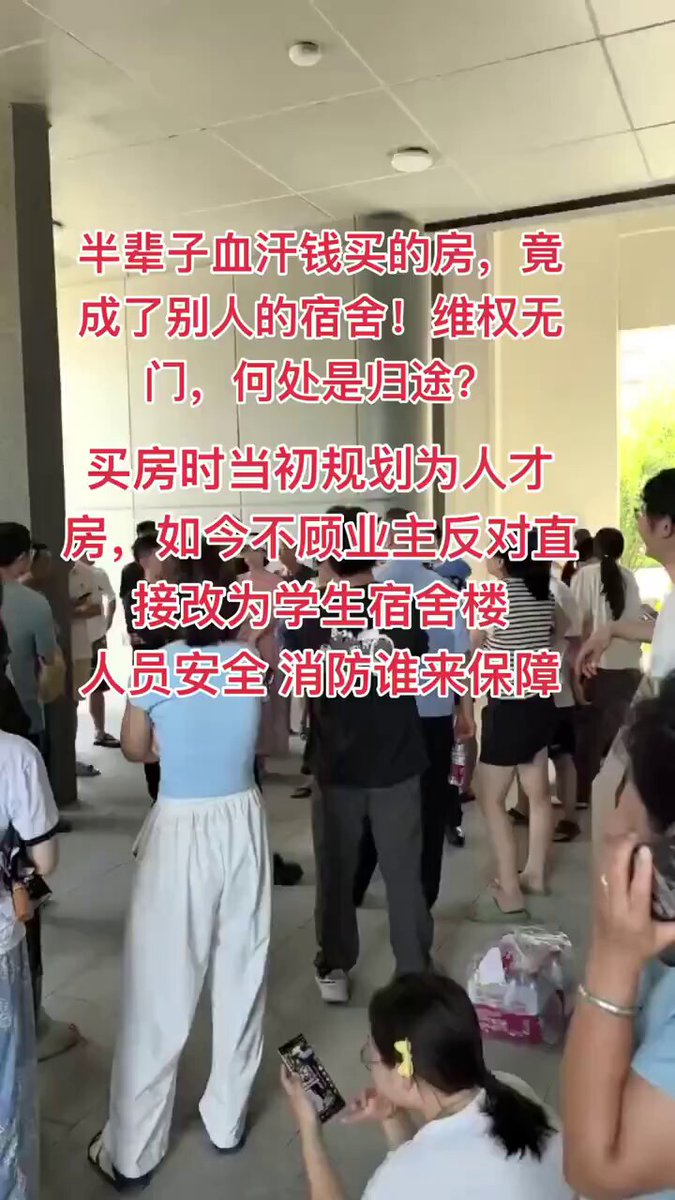 半辈子血汗钱买的房，竟
成了别人的宿舍！维权无
门，何处是归途？
买房时当初规划为人才
房，如今不顾业主反对直
接改为学生宿舍楼
人员安全 消防谁来保障